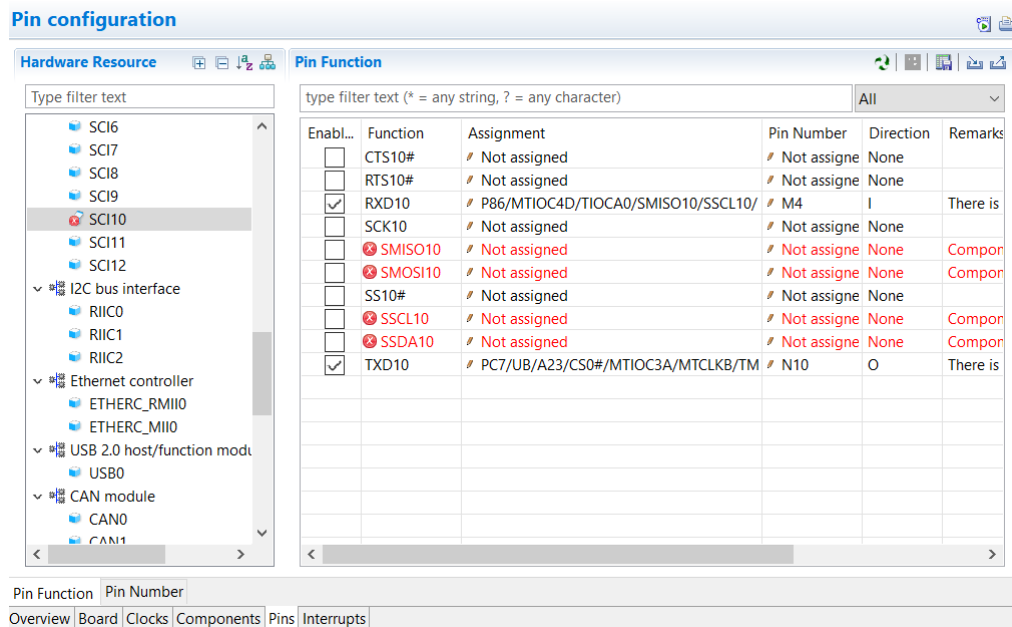 Pin configuration
Hardware Resource
Type filter text
SCI6
SCI7
SCI8
SCI9
SCI10
SCI11
SCI12
I2C bus interface
RIIC0
RIIC1
RIIC2
Ethernet controller
ETHERC_RMII0
ETHERC_MII0
USB 2.0 host/function modu
USB0
CAN module
CAN0
CAN1
Pin Function
type filter text (* = any string, ? = any character)
All
Enabl... Function Assignment Pin Number Direction Remarks
CTS10# Not assigned Not assigne None
RTS10# Not assigned Not assigne None
RXD10 P86/MTIOC4D/TIOCA0/SMISO10/SSCL10/ M4 I There is
SCK10 Not assigned Not assigne None
SMISO10 Not assigned Not assigne None Compon
SMOSI10 Not assigned Not assigne None Compon
SS10# Not assigned Not assigne None
SSCL10 Not assigned Not assigne None Compon
SSDA10 Not assigned Not assigne None Compon
TXD10 PC7/UB/A23/CS0#/MTIOC3A/MTCLKB/TM N10 O There is
Pin Function Pin Number
Overview Board Clocks Components Pins Interrupts